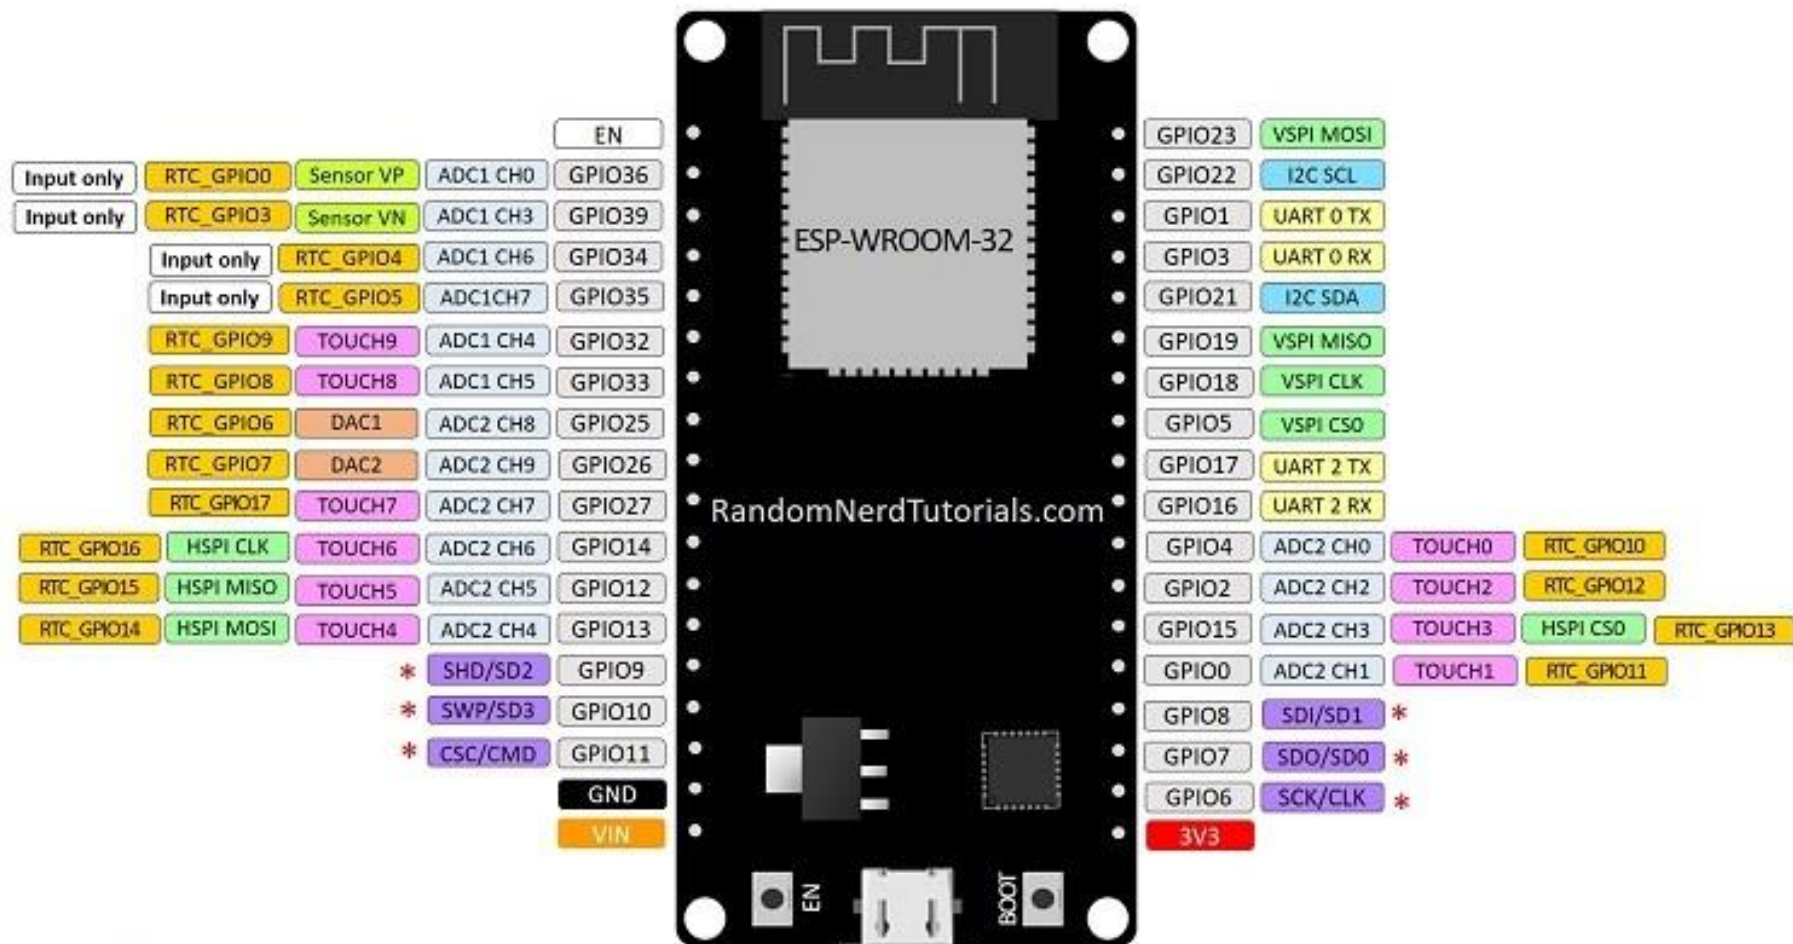 EN GPIO23 VSPI MOSI
Input only RTC_GPIO0 Sensor VP ADC1 CH0 GPIO36 GPIO22 I2C SCL
Input only RTC_GPIO3 Sensor VN ADC1 CH3 GPIO39 GPIO1 UART 0 TX
Input only RTC_GPIO4 ADC1 CH6 GPIO34 ESP-WROOM-32 GPIO3 UART 0 RX
Input only RTC_GPIO5 ADC1CH7 GPIO35 GPIO21 I2C SDA
RTC_GPIO9 TOUCH9 ADC1 CH4 GPIO32 GPIO19 VSPI MISO
RTC_GPIO8 TOUCH8 ADC1 CH5 GPIO33 GPIO18 VSPI CLK
RTC_GPIO6 DAC1 ADC2 CH8 GPIO25 GPIO5 VSPI CS0
RTC_GPIO7 DAC2 ADC2 CH9 GPIO26 GPIO17 UART 2 TX
RTC_GPIO17 TOUCH7 ADC2 CH7 GPIO27 RandomNerdTutorials.com GPIO16 UART 2 RX
RTC_GPIO16 HSPI CLK TOUCH6 ADC2 CH6 GPIO14 GPIO4 ADC2 CH0 TOUCH0 RTC_GPIO10
RTC_GPIO15 HSPI MISO TOUCH5 ADC2 CH5 GPIO12 GPIO2 ADC2 CH2 TOUCH2 RTC_GPIO12
RTC_GPIO14 HSPI MOSI TOUCH4 ADC2 CH4 GPIO13 GPIO15 ADC2 CH3 TOUCH3 HSPI CS0 RTC_GPIO13
* SHD/SD2 GPIO9 GPIO0 ADC2 CH1 TOUCH1 RTC_GPIO11
* SWP/SD3 GPIO10 GPIO8 SDI/SD1 *
* CSC/CMD GPIO11 GPIO7 SDO/SD0 *
GND GPIO6 SCK/CLK *
VIN 3V3
EN BOOT